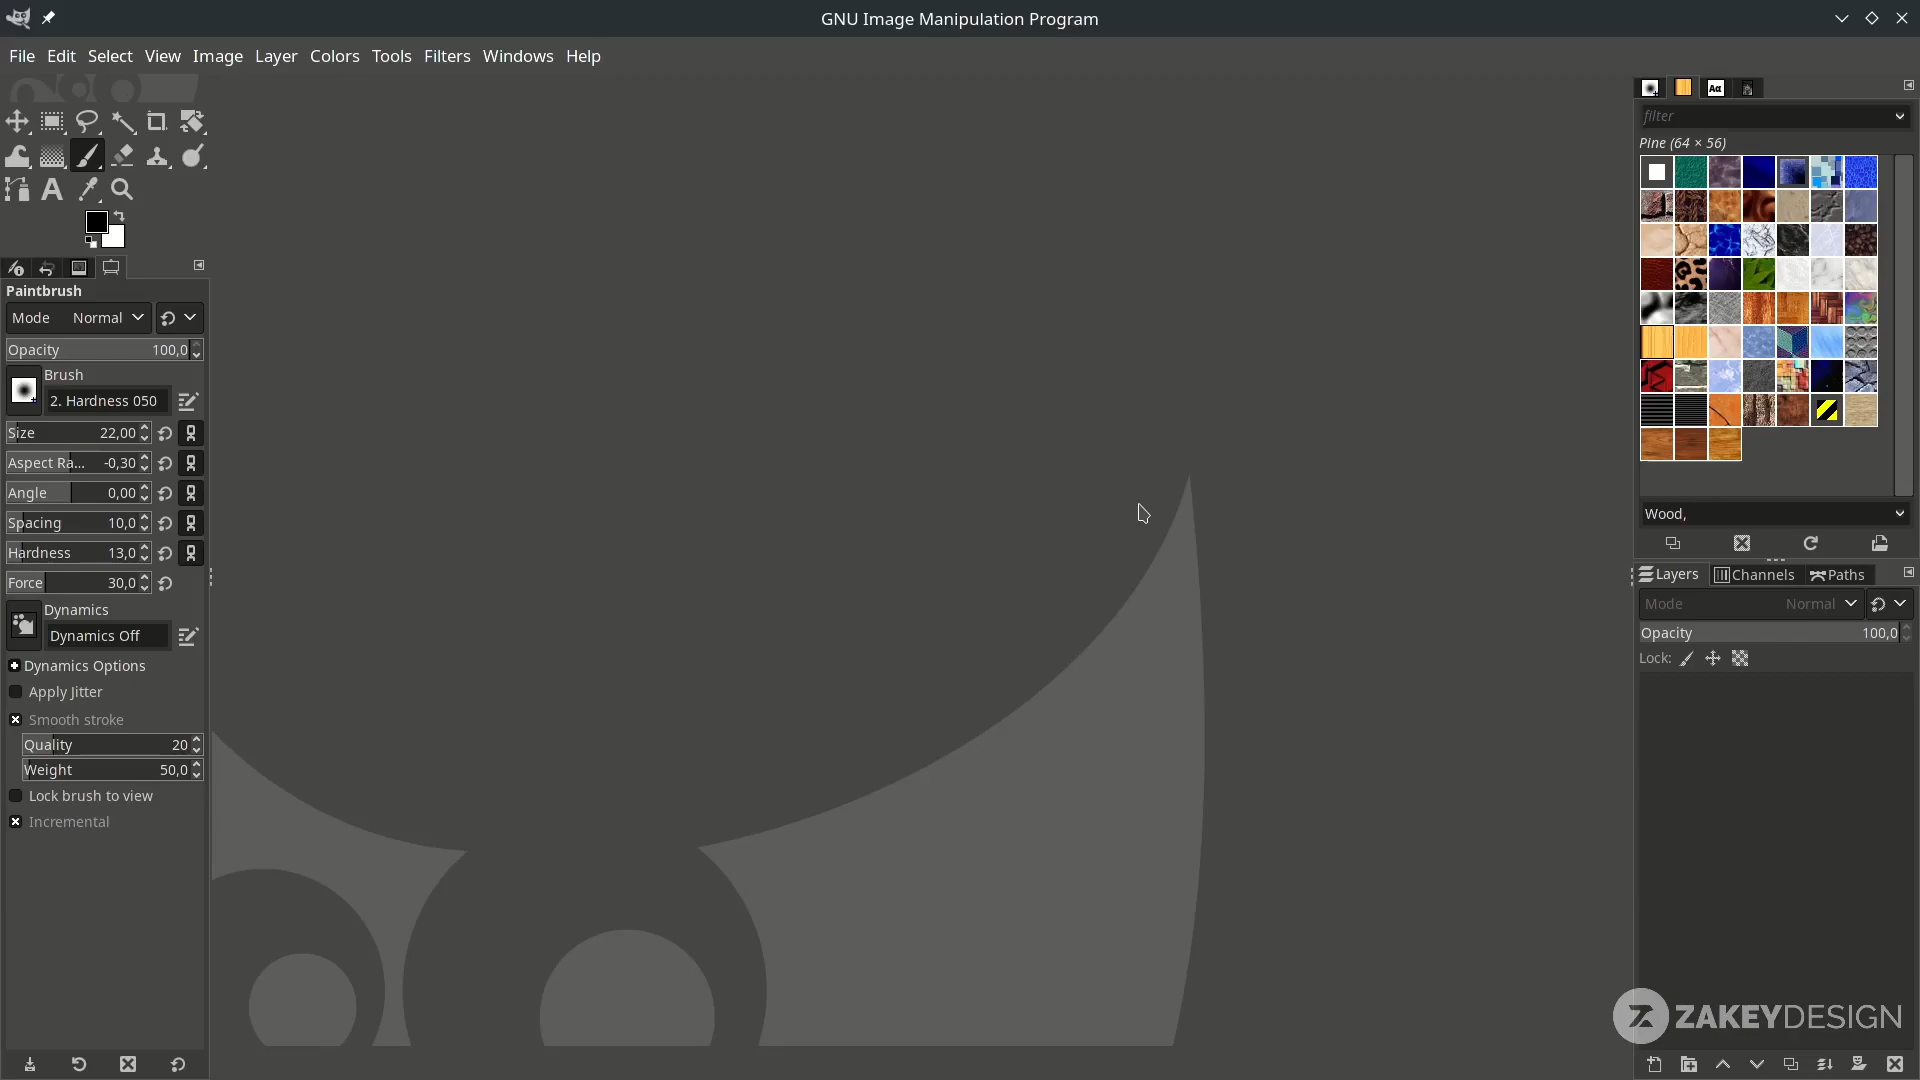 GNU Image Manipulation Program
File Edit Select View Image Layer Colors Tools Filters Windows Help
Paintbrush
Mode Normal
Opacity 100,0
Brush
2. Hardness 050
Size 22,00
Aspect Ra... -0,30
Angle 0,00
Spacing 10,0
Hardness 13,0
Force 30,0
Dynamics
Dynamics Off
Dynamics Options
Apply Jitter
Smooth stroke
Quality 20
Weight 50,0
Lock brush to view
Incremental
Aα
filter
Pine (64 × 56)
Wood,
Layers Channels Paths
Mode Normal
Opacity 100,0
Lock:
ZAKEYDESIGN